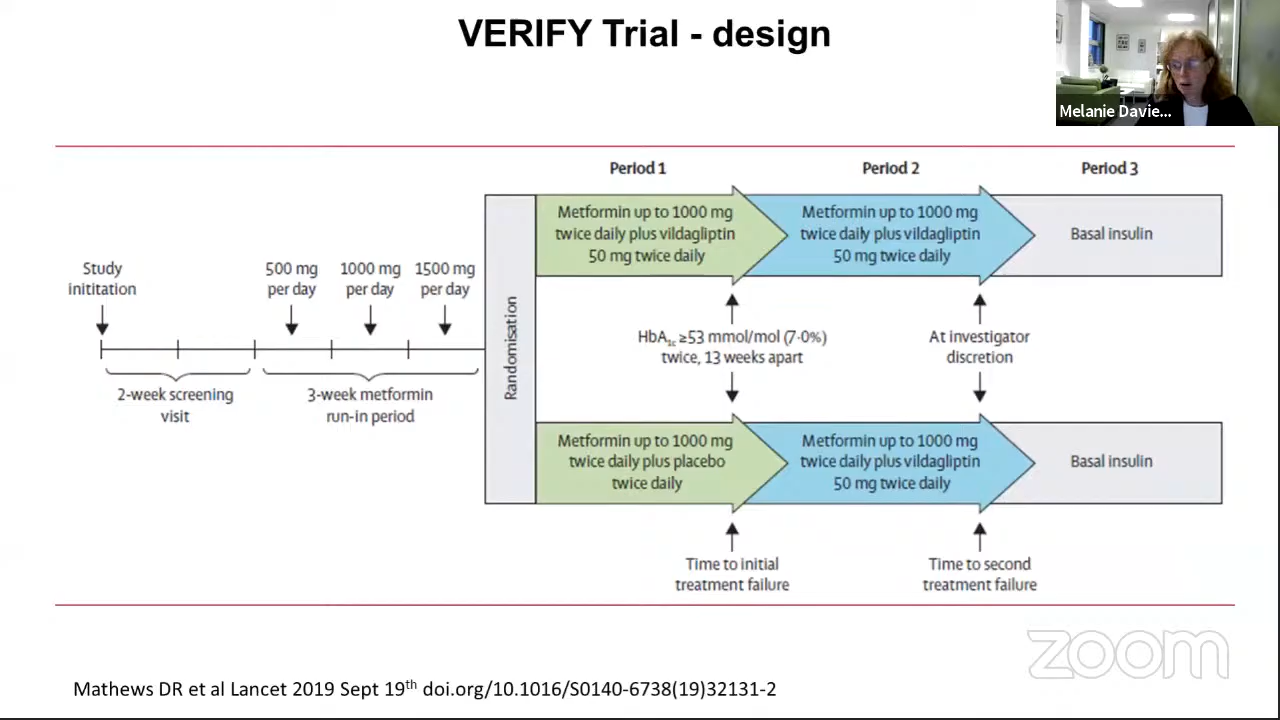 VERIFY Trial - design
Melanie Davie...
Period 1
Period 2
Period 3
Metformin up to 1000 mg
twice daily plus vildagliptin
50 mg twice daily
Metformin up to 1000 mg
twice daily plus vildagliptin
50 mg twice daily
Basal insulin
Study
inititation
500 mg
per day
1000 mg
per day
1500 mg
per day
Randomisation
HbA1c ≥53 mmol/mol (7·0%)
twice, 13 weeks apart
At investigator
discretion
2-week screening
visit
3-week metformin
run-in period
Metformin up to 1000 mg
twice daily plus placebo
twice daily
Metformin up to 1000 mg
twice daily plus vildagliptin
50 mg twice daily
Basal insulin
Time to initial
treatment failure
Time to second
treatment failure
zoom
Mathews DR et al Lancet 2019 Sept 19th doi.org/10.1016/S0140-6738(19)32131-2